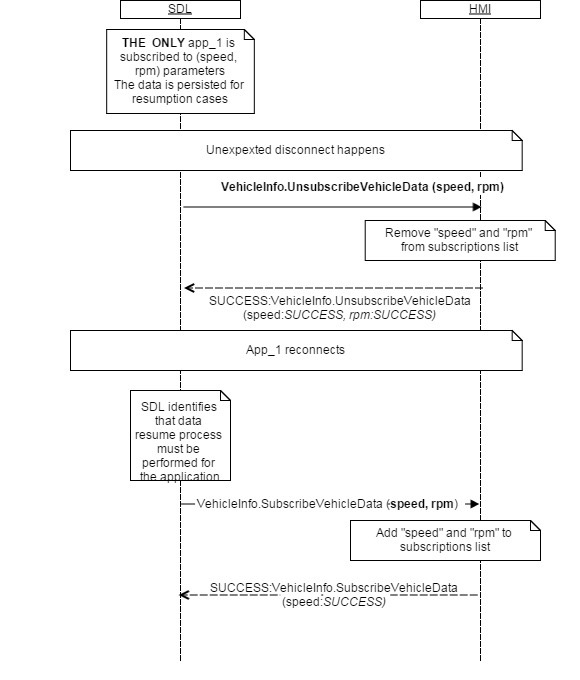 SDL
HMI
THE ONLY app_1 is
subscribed to (speed,
rpm) parameters
The data is persisted for
resumption cases
Unexpexted disconnect happens
VehicleInfo.UnsubscribeVehicleData (speed, rpm)
Remove "speed" and "rpm"
from subscriptions list
SUCCESS:VehicleInfo.UnsubscribeVehicleData
(speed:SUCCESS, rpm:SUCCESS)
App_1 reconnects
SDL identifies
that data
resume process
must be
performed for
the application
VehicleInfo.SubscribeVehicleData (speed, rpm)
Add "speed" and "rpm" to
subscriptions list
SUCCESS:VehicleInfo.SubscribeVehicleData
(speed:SUCCESS)